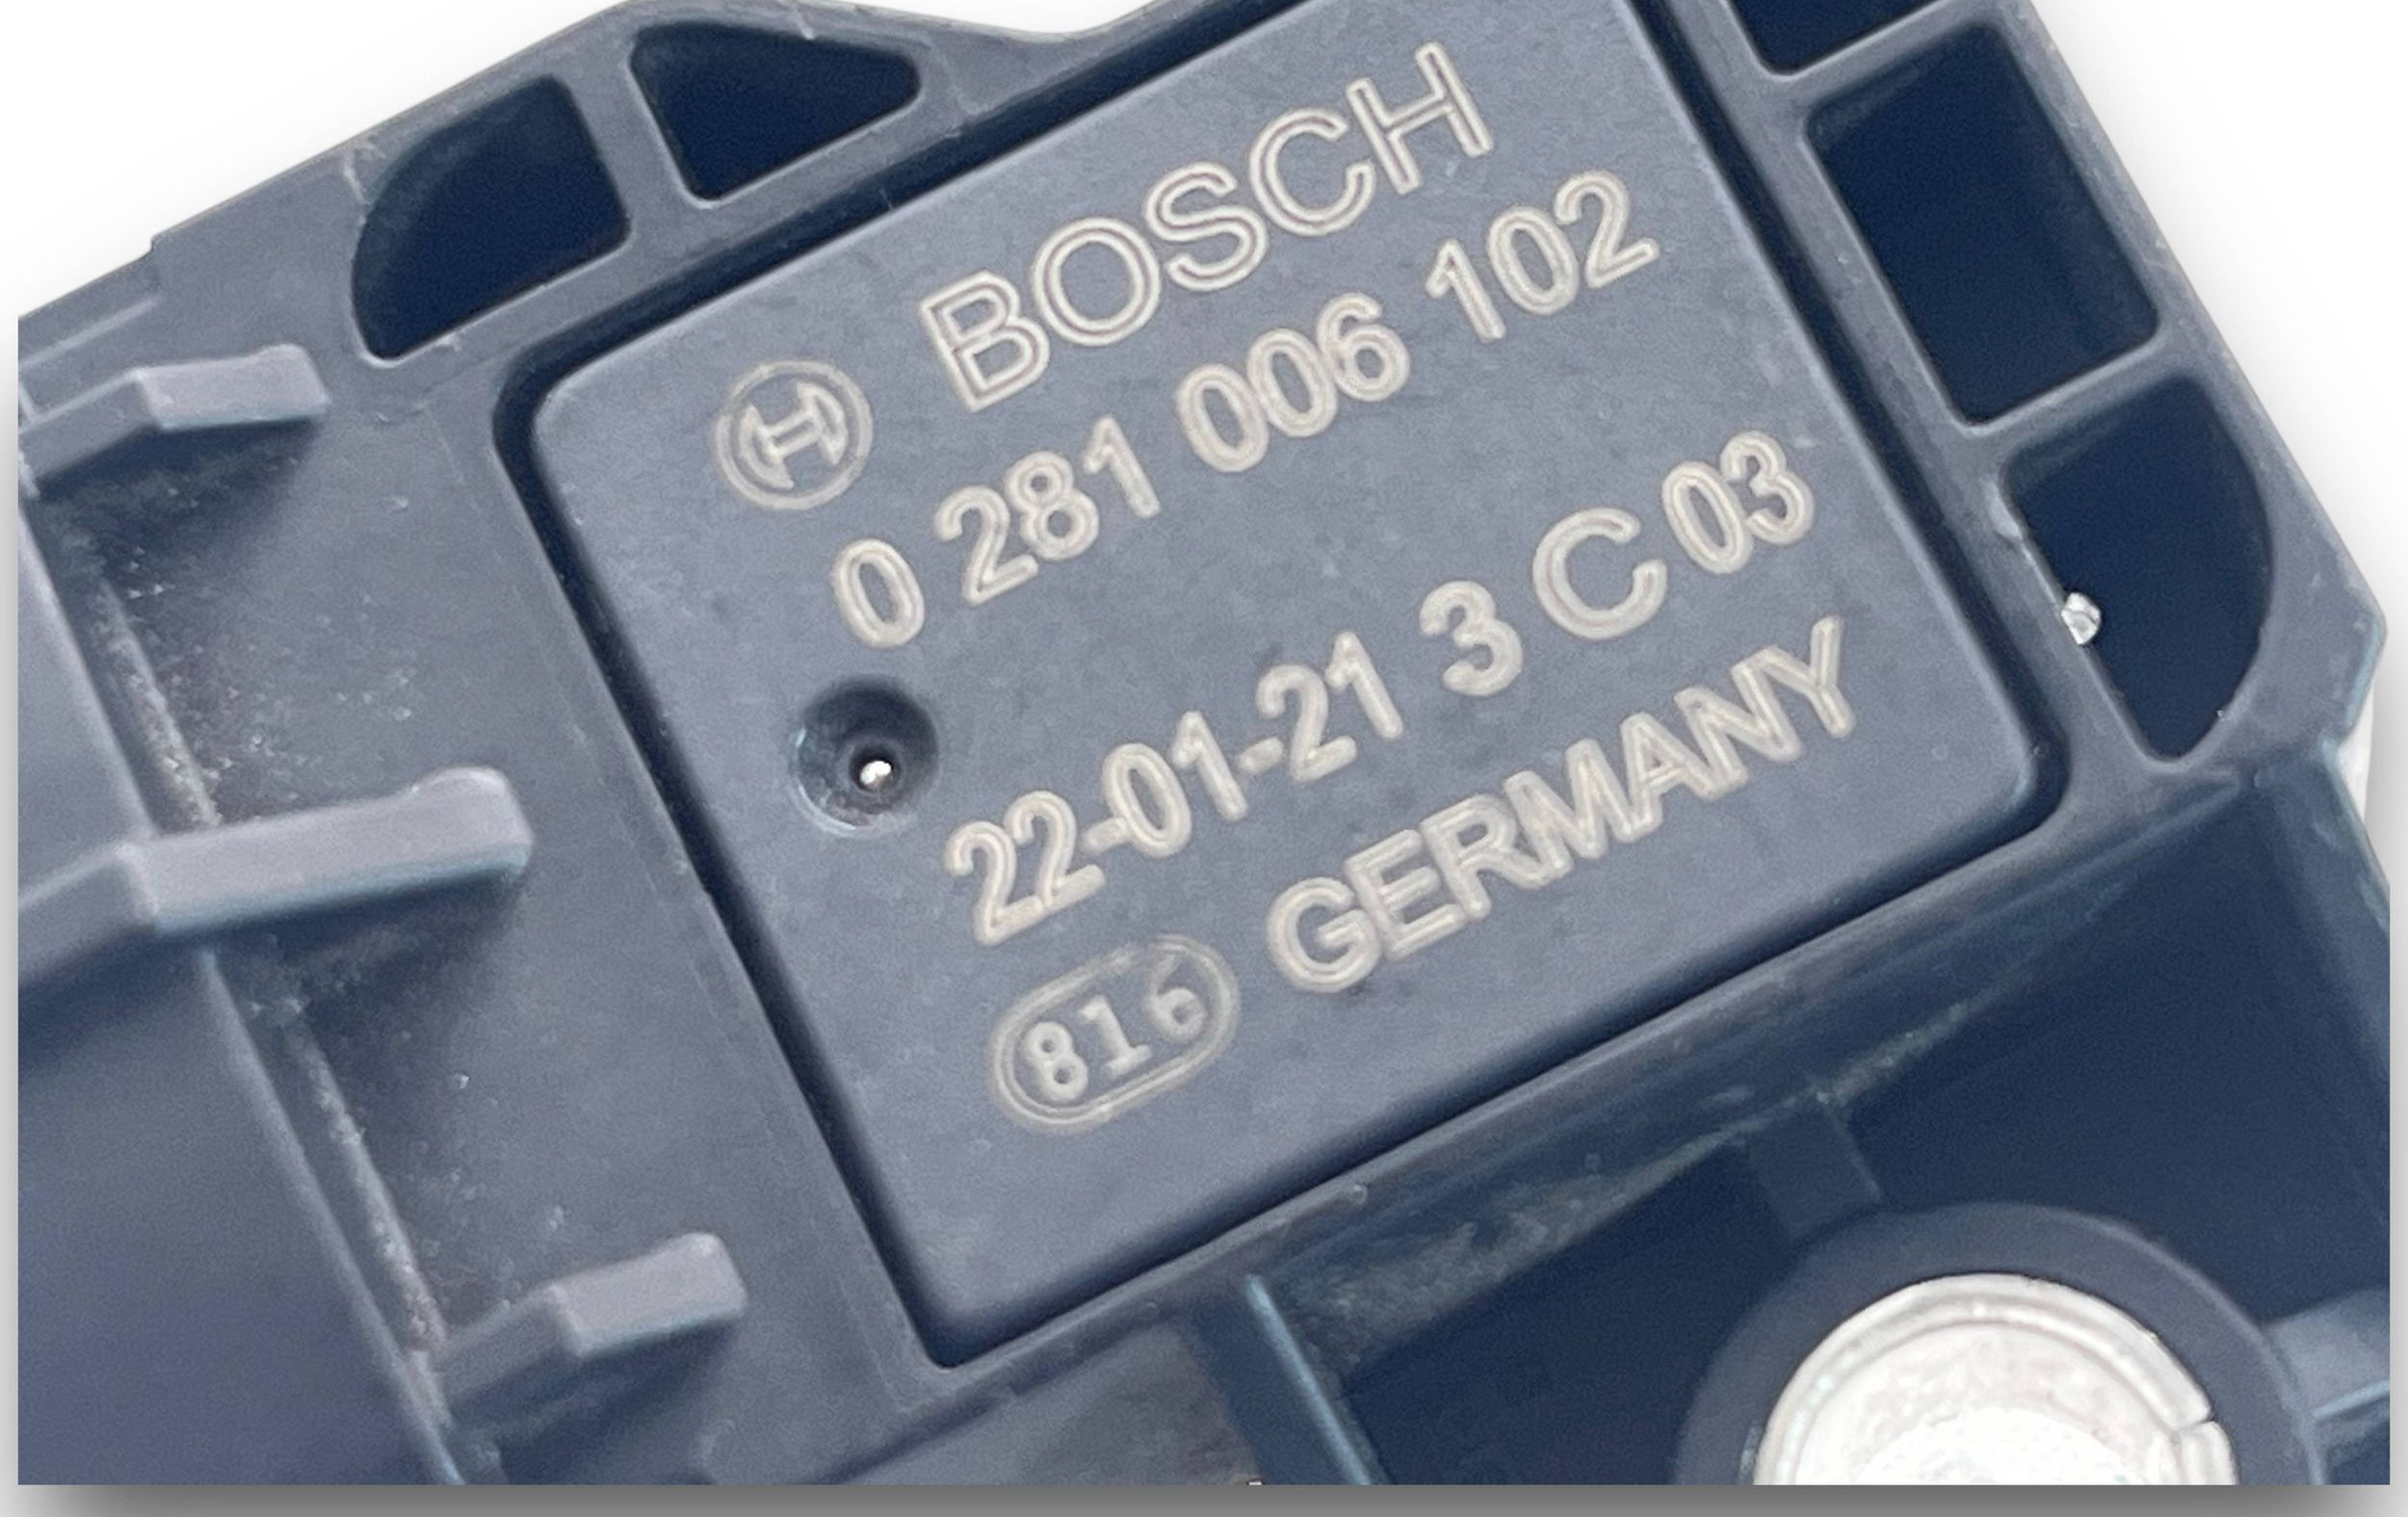 BOSCH
0 281 006 102
22-01-21 3 C 03
816 GERMANY